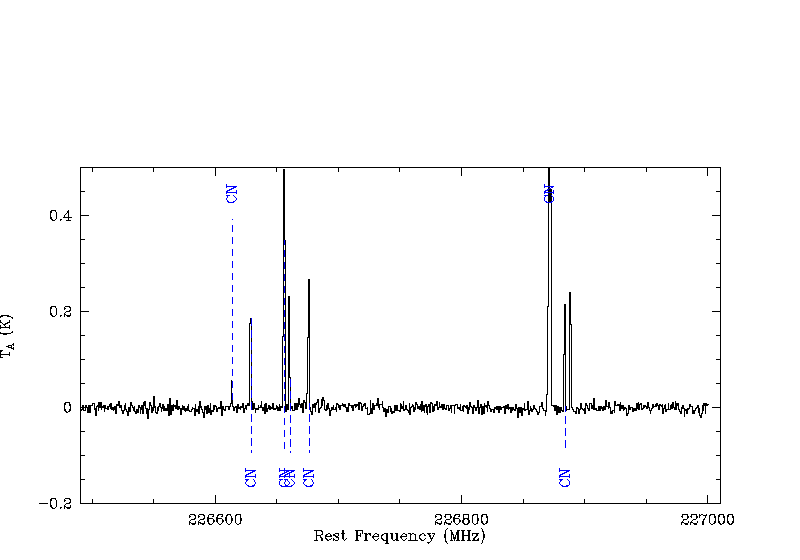 CN CN
0.4
0.2
0
-0.2
T_A (K)
CN CN CN CN CN
226600 226800 227000
Rest Frequency (MHz)